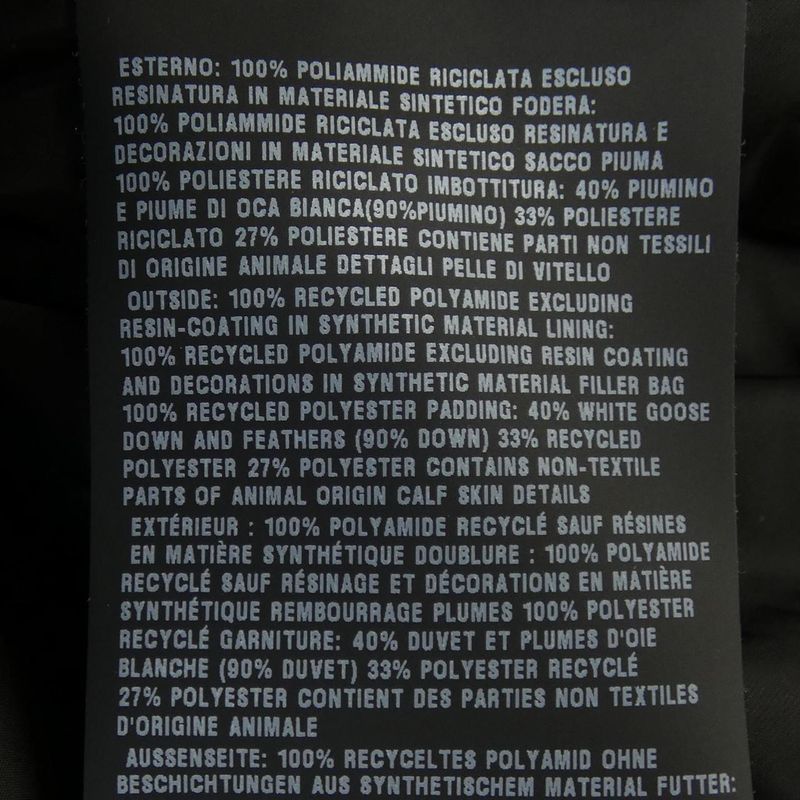 ESTERNO: 100% POLIAMMIDE RICICLATA ESCLUSO
RESINATURA IN MATERIALE SINTETICO FODERA:
100% POLIAMMIDE RICICLATA ESCLUSO RESINATURA E
DECORAZIONI IN MATERIALE SINTETICO SACCO PIUMA
100% POLIESTERE RICICLATO IMBOTTITURA: 40% PIUMINO
E PIUME DI OCA BIANCA(90%PIUMINO) 33% POLIESTERE
RICICLATO 27% POLIESTERE CONTIENE PARTI NON TESSILI
DI ORIGINE ANIMALE DETTAGLI PELLE DI VITELLO
OUTSIDE: 100% RECYCLED POLYAMIDE EXCLUDING
RESIN-COATING IN SYNTHETIC MATERIAL LINING:
100% RECYCLED POLYAMIDE EXCLUDING RESIN COATING
AND DECORATIONS IN SYNTHETIC MATERIAL FILLER BAG
100% RECYCLED POLYESTER PADDING: 40% WHITE GOOSE
DOWN AND FEATHERS (90% DOWN) 33% RECYCLED
POLYESTER 27% POLYESTER CONTAINS NON-TEXTILE
PARTS OF ANIMAL ORIGIN CALF SKIN DETAILS
EXTÉRIEUR : 100% POLYAMIDE RECYCLÉ SAUF RÉSINES
EN MATIÈRE SYNTHÉTIQUE DOUBLURE : 100% POLYAMIDE
RECYCLÉ SAUF RÉSINAGE ET DÉCORATIONS EN MATIÈRE
SYNTHÉTIQUE REMBOURRAGE PLUMES 100% POLYESTER
RECYCLÉ GARNITURE: 40% DUVET ET PLUMES D'OIE
BLANCHE (90% DUVET) 33% POLYESTER RECYCLÉ
27% POLYESTER CONTIENT DES PARTIES NON TEXTILES
D'ORIGINE ANIMALE
AUSSENSEITE: 100% RECYCELTES POLYAMID OHNE
BESCHICHTUNGEN AUS SYNTHETISCHEM MATERIAL FUTTER: